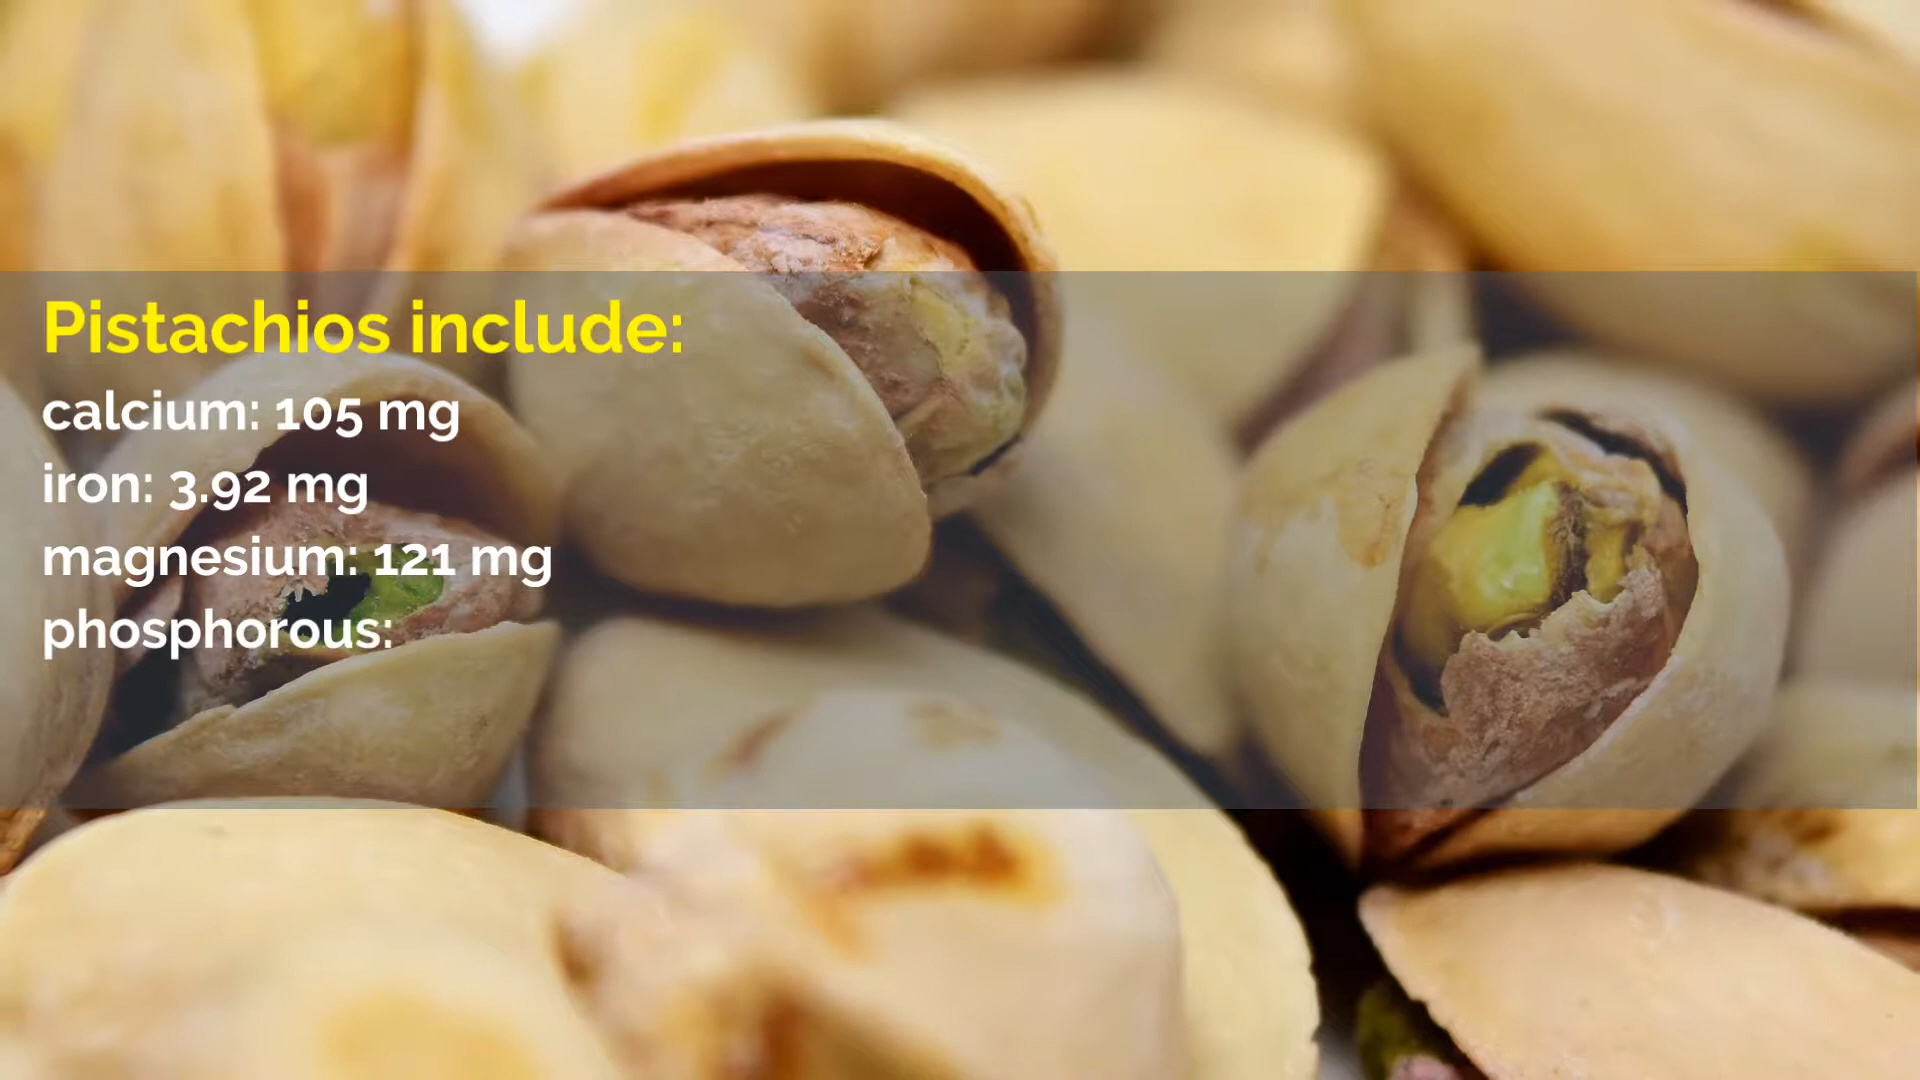 Pistachios include:
calcium: 105 mg
iron: 3.92 mg
magnesium: 121 mg
phosphorous: